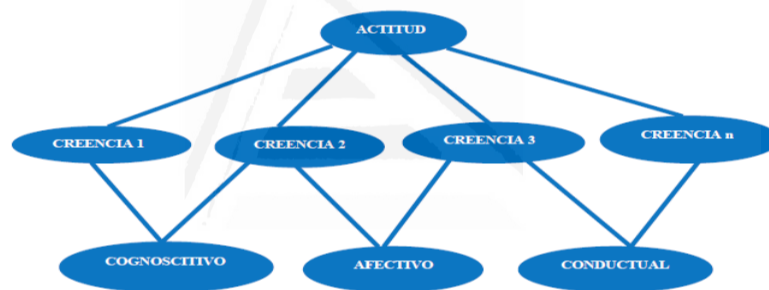 ACTITUD
CREENCIA 1
CREENCIA 2
CREENCIA 3
CREENCIA n
COGNOSCITIVO
AFECTIVO
CONDUCTUAL